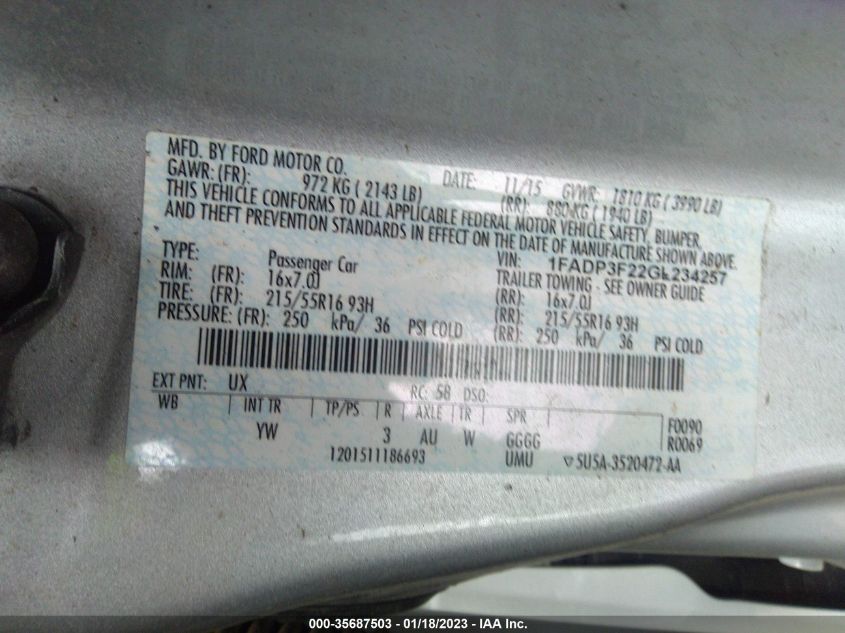 MFD. BY FORD MOTOR CO. DATE: 11/15 GVWR: 1810 KG ( 3990 LB)
GAWR: (FR): 972 KG ( 2143 LB) (RR): 880 KG ( 1940 LB)
THIS VEHICLE CONFORMS TO ALL APPLICABLE FEDERAL MOTOR VEHICLE SAFETY, BUMPER,
AND THEFT PREVENTION STANDARDS IN EFFECT ON THE DATE OF MANUFACTURE SHOWN ABOVE.
VIN: 1FADP3F22GL234257
TYPE: Passenger Car TRAILER TOWING - SEE OWNER GUIDE
RIM: (FR): 16x7.0J (RR): 16x7.0J
TIRE: (FR): 215/55R16 93H (RR): 215/55R16 93H
PRESSURE: (FR): 250 kPa/ 36 PSI COLD (RR): 250 kPa/ 36 PSI COLD
EXT PNT: UX RC: 58 DSO:
WB INT TR TP/PS R AXLE TR SPR F0090
YW 3 AU W GGGG R0069
1201511186693 UMU 5U5A-3520472-AA
000-35687503 - 01/18/2023 - IAA Inc.